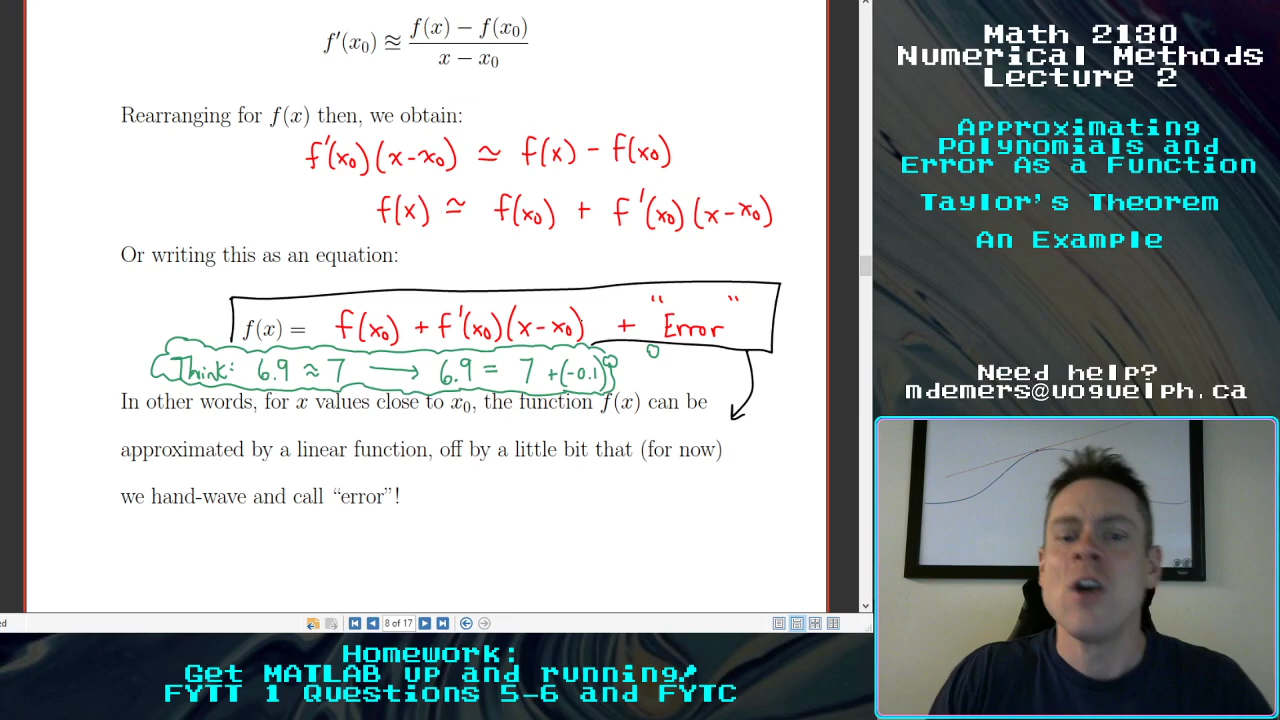 f′(x₀) ≊ (f(x) − f(x₀)) / (x − x₀)
Rearranging for f(x) then, we obtain:
f'(x₀)(x-x₀) ≃ f(x) - f(x₀)
f(x) ≃ f(x₀) + f'(x₀)(x-x₀)
Or writing this as an equation:
f(x) = f(x₀) + f'(x₀)(x-x₀) + "Error"
Think: 6.9 ≈ 7 → 6.9 = 7 + (-0.1)
In other words, for x values close to x₀, the function f(x) can be
approximated by a linear function, off by a little bit that (for now)
we hand-wave and call “error”!
8 of 17
Math 2130
Numerical Methods
Lecture 2
Approximating
Polynomials and
Error As a Function
Taylor's Theorem
An Example
Need help?
mdemers@uoguelph.ca
Homework:
Get MATLAB up and running!
FYTT 1 Questions 5-6 and FYTC